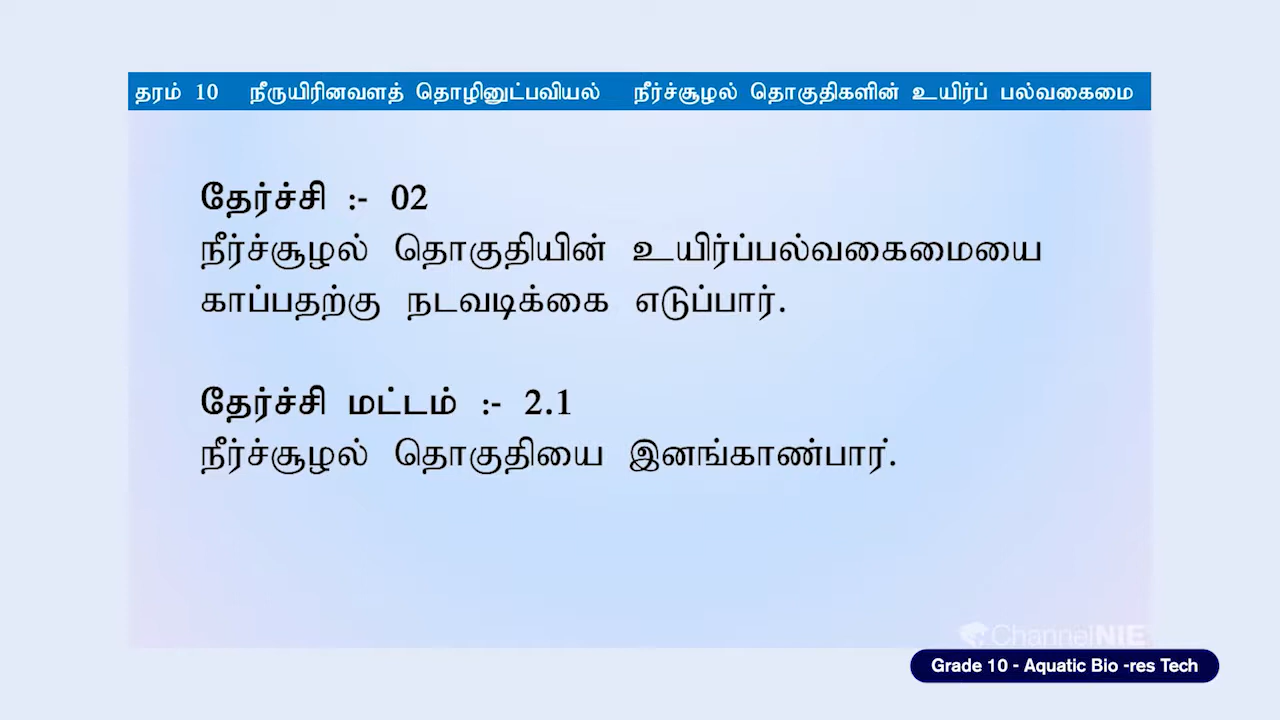 தரம் 10 நீருயிரினவளத் தொழினுட்பவியல் நீர்ச்சூழல் தொகுதிகளின் உயிர்ப் பல்வகைமை
தேர்ச்சி :- 02
நீர்ச்சூழல் தொகுதியின் உயிர்ப்பல்வகைமையை
காப்பதற்கு நடவடிக்கை எடுப்பார்.
தேர்ச்சி மட்டம் :- 2.1
நீர்ச்சூழல் தொகுதியை இனங்காண்பார்.
ChannelNIE
Grade 10 - Aquatic Bio -res Tech